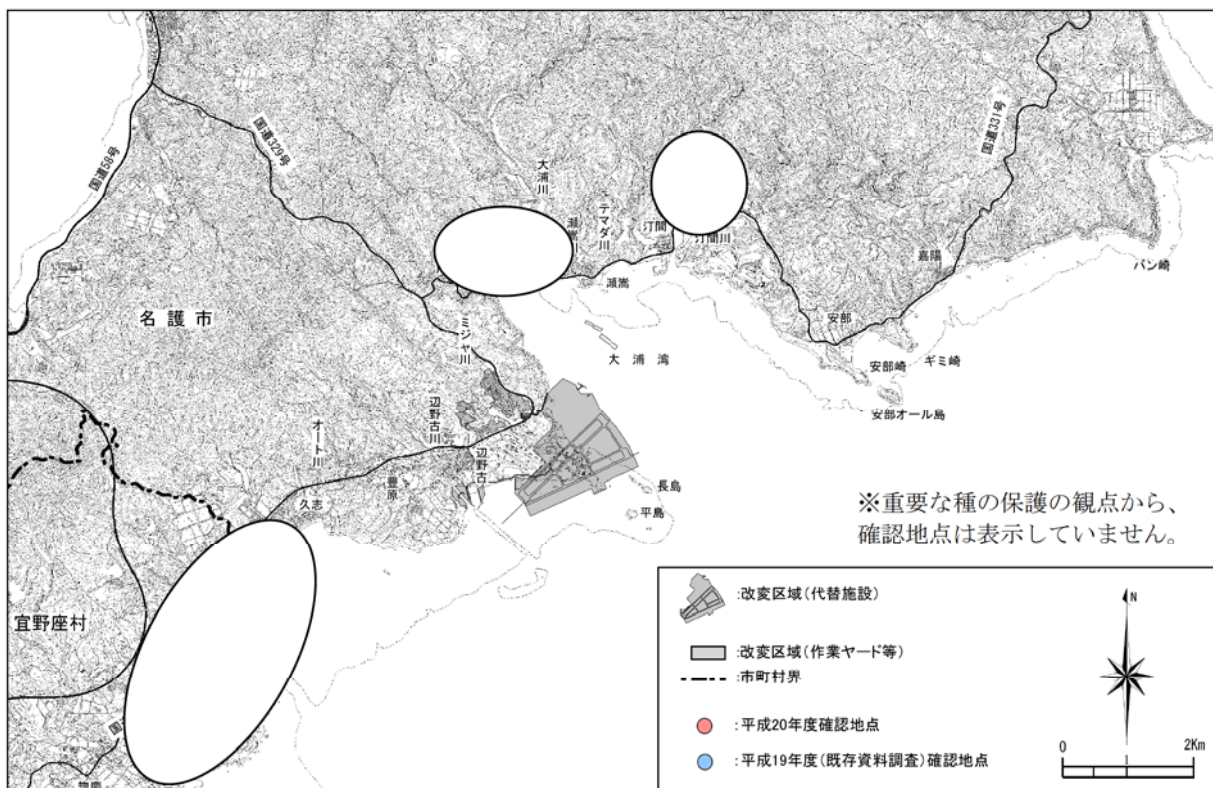 国道58号
国道329号
大浦川
テマダ川
汀間
汀間川
国道331号
嘉陽
バン崎
瀬嵩
安部
名護市
ミジャ川
大浦湾
安部崎
ギミ崎
安部オール島
辺野古川
オート川
辺野古
豊原
久志
長島
平島
※重要な種の保護の観点から、
確認地点は表示していません。
宜野座村
国
:改変区域(代替施設)
:改変区域(作業ヤード等)
:市町村界
:平成20年度確認地点
:平成19年度(既存資料調査)確認地点
N
0 2Km